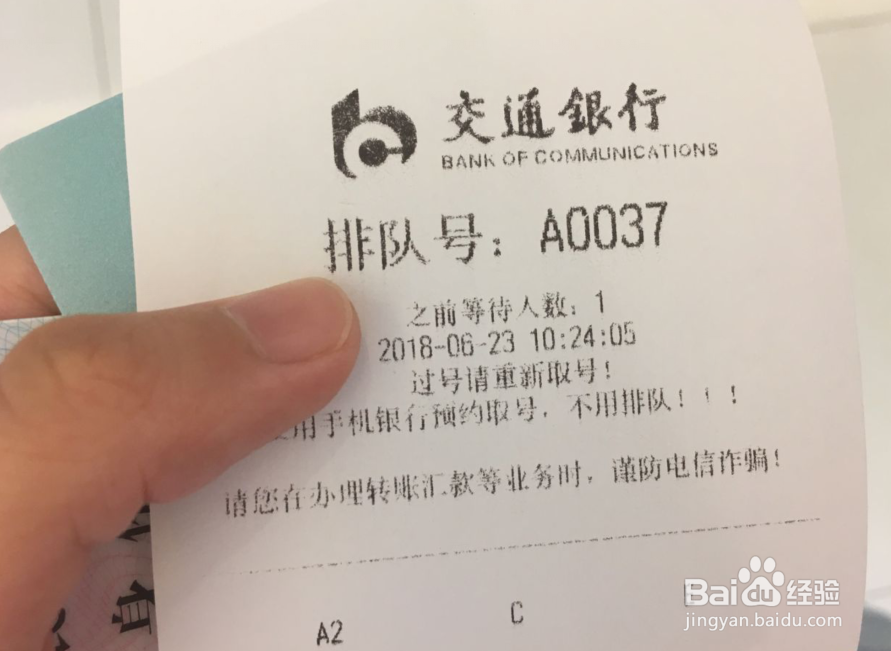 交通銀行
BANK OF COMMUNICATIONS
排队号：A0037
之前等待人数：1
2018-06-23 10:24:05
过号请重新取号！
用手机银行预约取号，不用排队！！！
请您在办理转账汇款等业务时，谨防电信诈骗！
A2 C
Baidu经验
jingyan.baidu.com